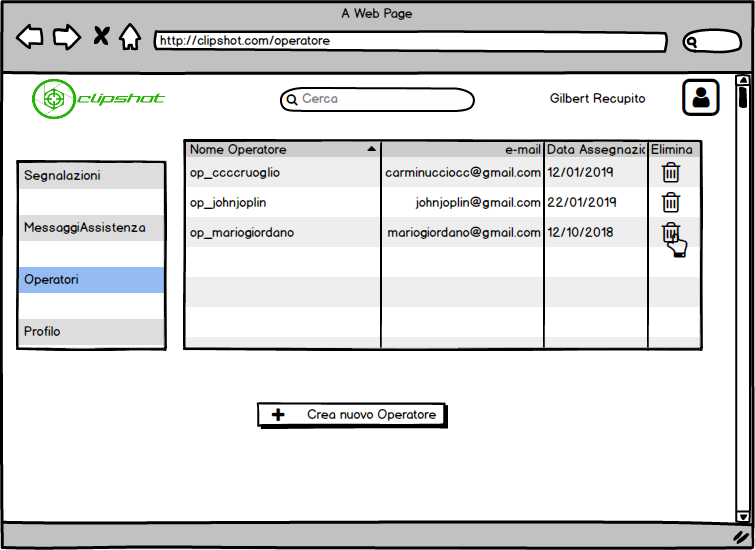 A Web Page
http://clipshot.com/operatore
clipshot
Cerca
Gilbert Recupito
Nome Operatore e-mail Data Assegnazic Elimina
op_ccccruoglio carminucciocc@gmail.com 12/01/2019
op_johnjoplin johnjoplin@gmail.com 22/01/2019
op_mariogiordano mariogiordano@gmail.com 12/10/2018
Segnalazioni
MessaggiAssistenza
Operatori
Profilo
Crea nuovo Operatore